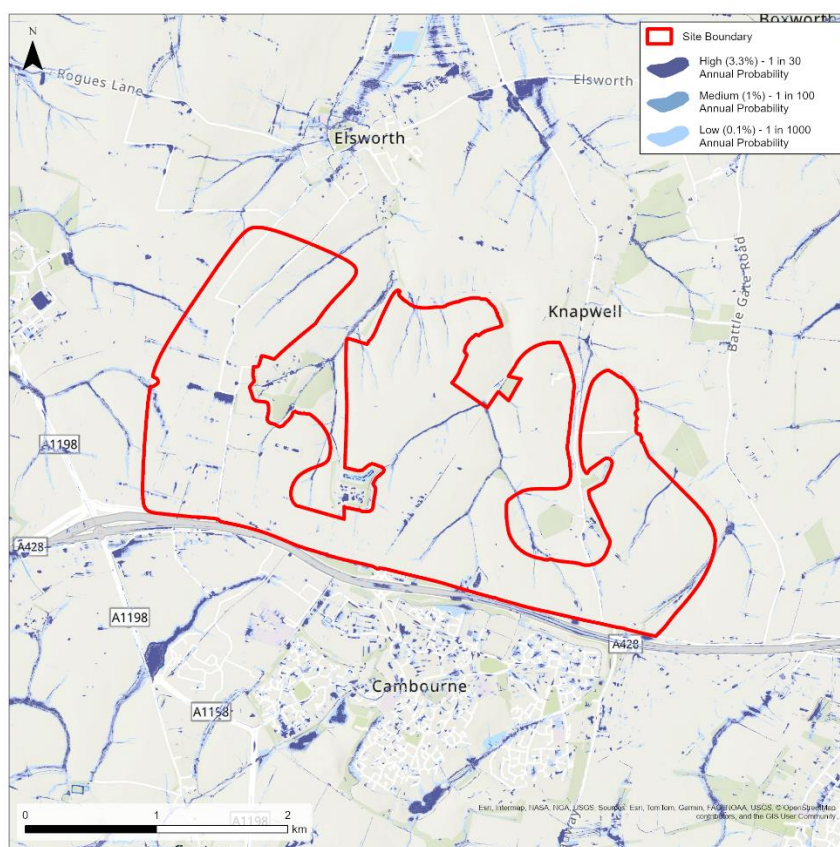 N
Boxworth
Site Boundary
High (3.3%) - 1 in 30
Annual Probability
Medium (1%) - 1 in 100
Annual Probability
Low (0.1%) - 1 in 1000
Annual Probability
Rogues Lane
Elsworth
Elsworth
Knapwell
Battle Gate Road
A1198
A428
A1198
A428
Cambourne
A1198
A1198
0
1
2
km
Esri, Intermap, NASA, NGA, USGS, Sources: Esri, TomTom, Garmin, FAO, NOAA, USGS, © OpenStreetMap
contributors, and the GIS User Community